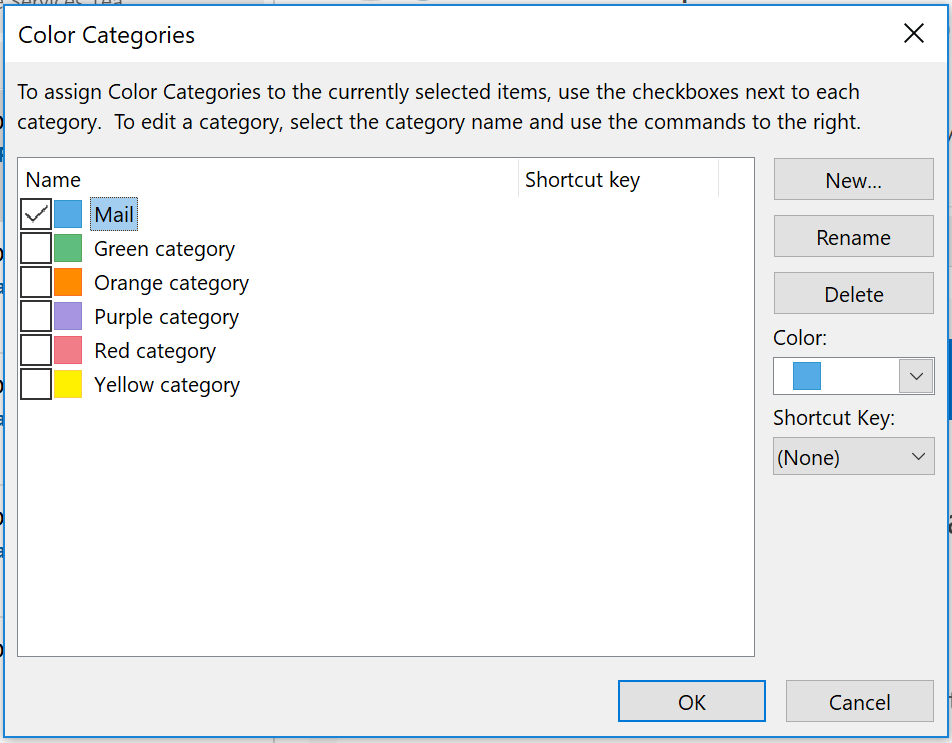 Color Categories
To assign Color Categories to the currently selected items, use the checkboxes next to each
category.  To edit a category, select the category name and use the commands to the right.
Name
Shortcut key
Mail
Green category
Orange category
Purple category
Red category
Yellow category
New...
Rename
Delete
Color:
Shortcut Key:
(None)
OK
Cancel